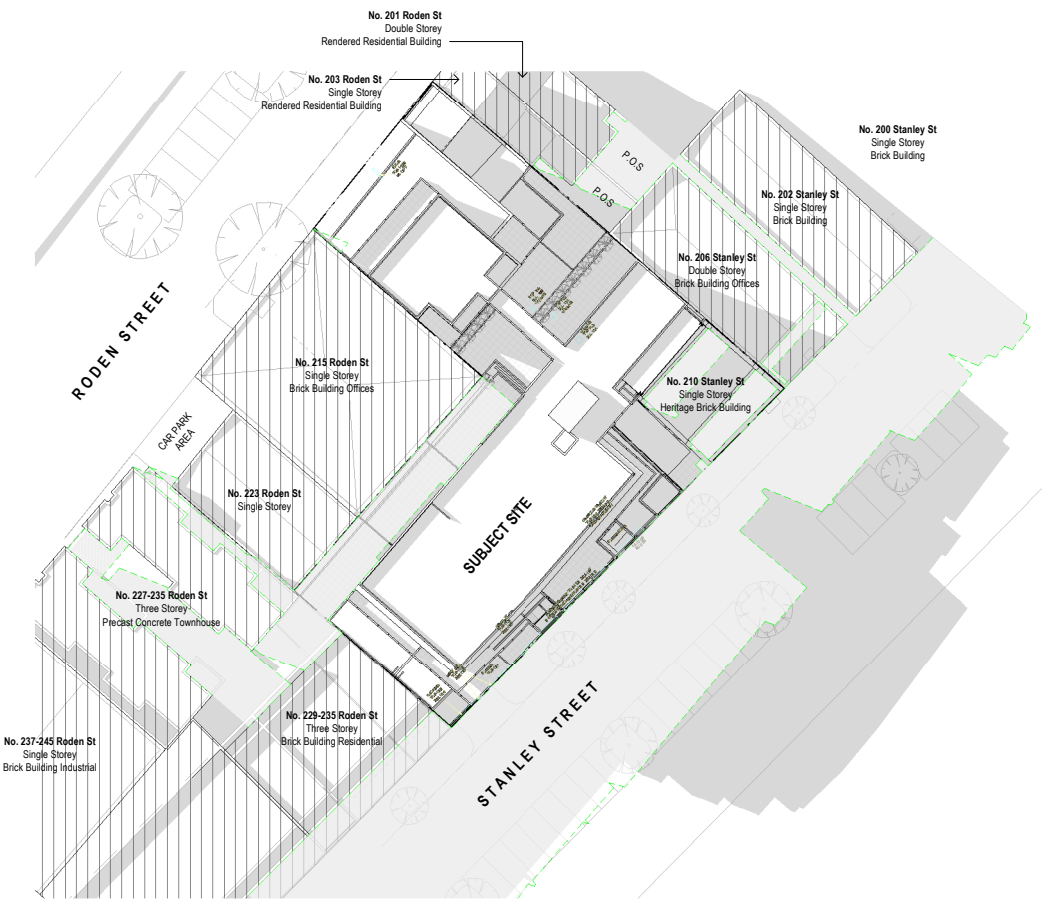 No. 201 Roden St
Double Storey
Rendered Residential Building
No. 203 Roden St
Single Storey
Rendered Residential Building
No. 200 Stanley St
Single Storey
Brick Building
P.O.S
P.O.S
No. 202 Stanley St
Single Storey
Brick Building
No. 206 Stanley St
Double Storey
Brick Building Offices
RODEN STREET
No. 215 Roden St
Single Storey
Brick Building Offices
No. 210 Stanley St
Single Storey
Heritage Brick Building
CAR PARK
AREA
No. 223 Roden St
Single Storey
SUBJECT SITE
No. 227-235 Roden St
Three Storey
Precast Concrete Townhouse
No. 229-235 Roden St
Three Storey
Brick Building Residential
No. 237-245 Roden St
Single Storey
Brick Building Industrial
STANLEY STREET